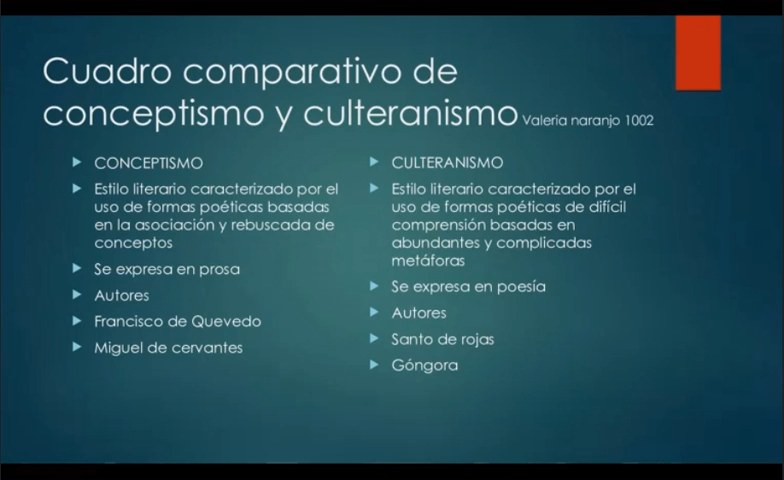 Cuadro comparativo de
conceptismo y culteranismo Valeria naranjo 1002
CONCEPTISMO
Estilo literario caracterizado por el
uso de formas poéticas basadas
en la asociación y rebuscada de
conceptos
Se expresa en prosa
Autores
Francisco de Quevedo
Miguel de cervantes
CULTERANISMO
Estilo literario caracterizado por el
uso de formas poéticas de difícil
comprensión basadas en
abundantes y complicadas
metáforas
Se expresa en poesía
Autores
Santo de rojas
Góngora